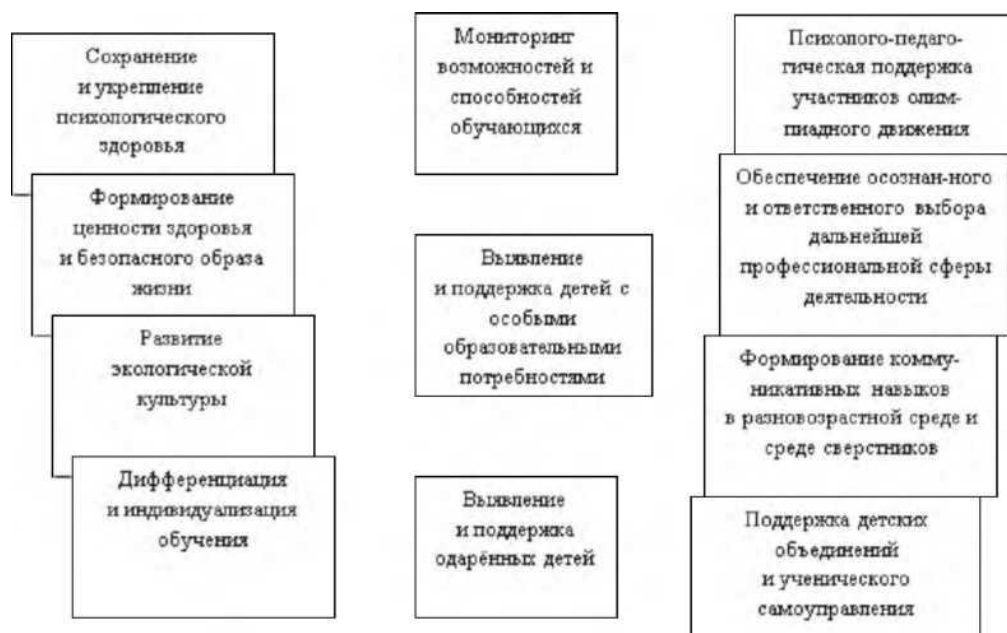 Сохранение
и укрепление
психологического
здоровья
Формирование
ценности здоровья
и безопасного образа
жизни
Развитие
экологической
культуры
Дифференциация
и индивидуализация
обучения
Мониторинг
возможностей и
способностей
обучающихся
Выявление
и поддержка детей с
особыми
образовательными
потребностями
Выявление
и поддержка
одарённых детей
Психолого-педаго-
гическая поддержка
участников олим-
пиадного движения
Обеспечение осознан-ного
и ответственного выбора
дальнейшей
профессиональной сферы
деятельности
Формирование комму-
никативных навыков
в разновозрастной среде и
среде сверстников
Поддержка детских
объединений
и ученического
самоуправления